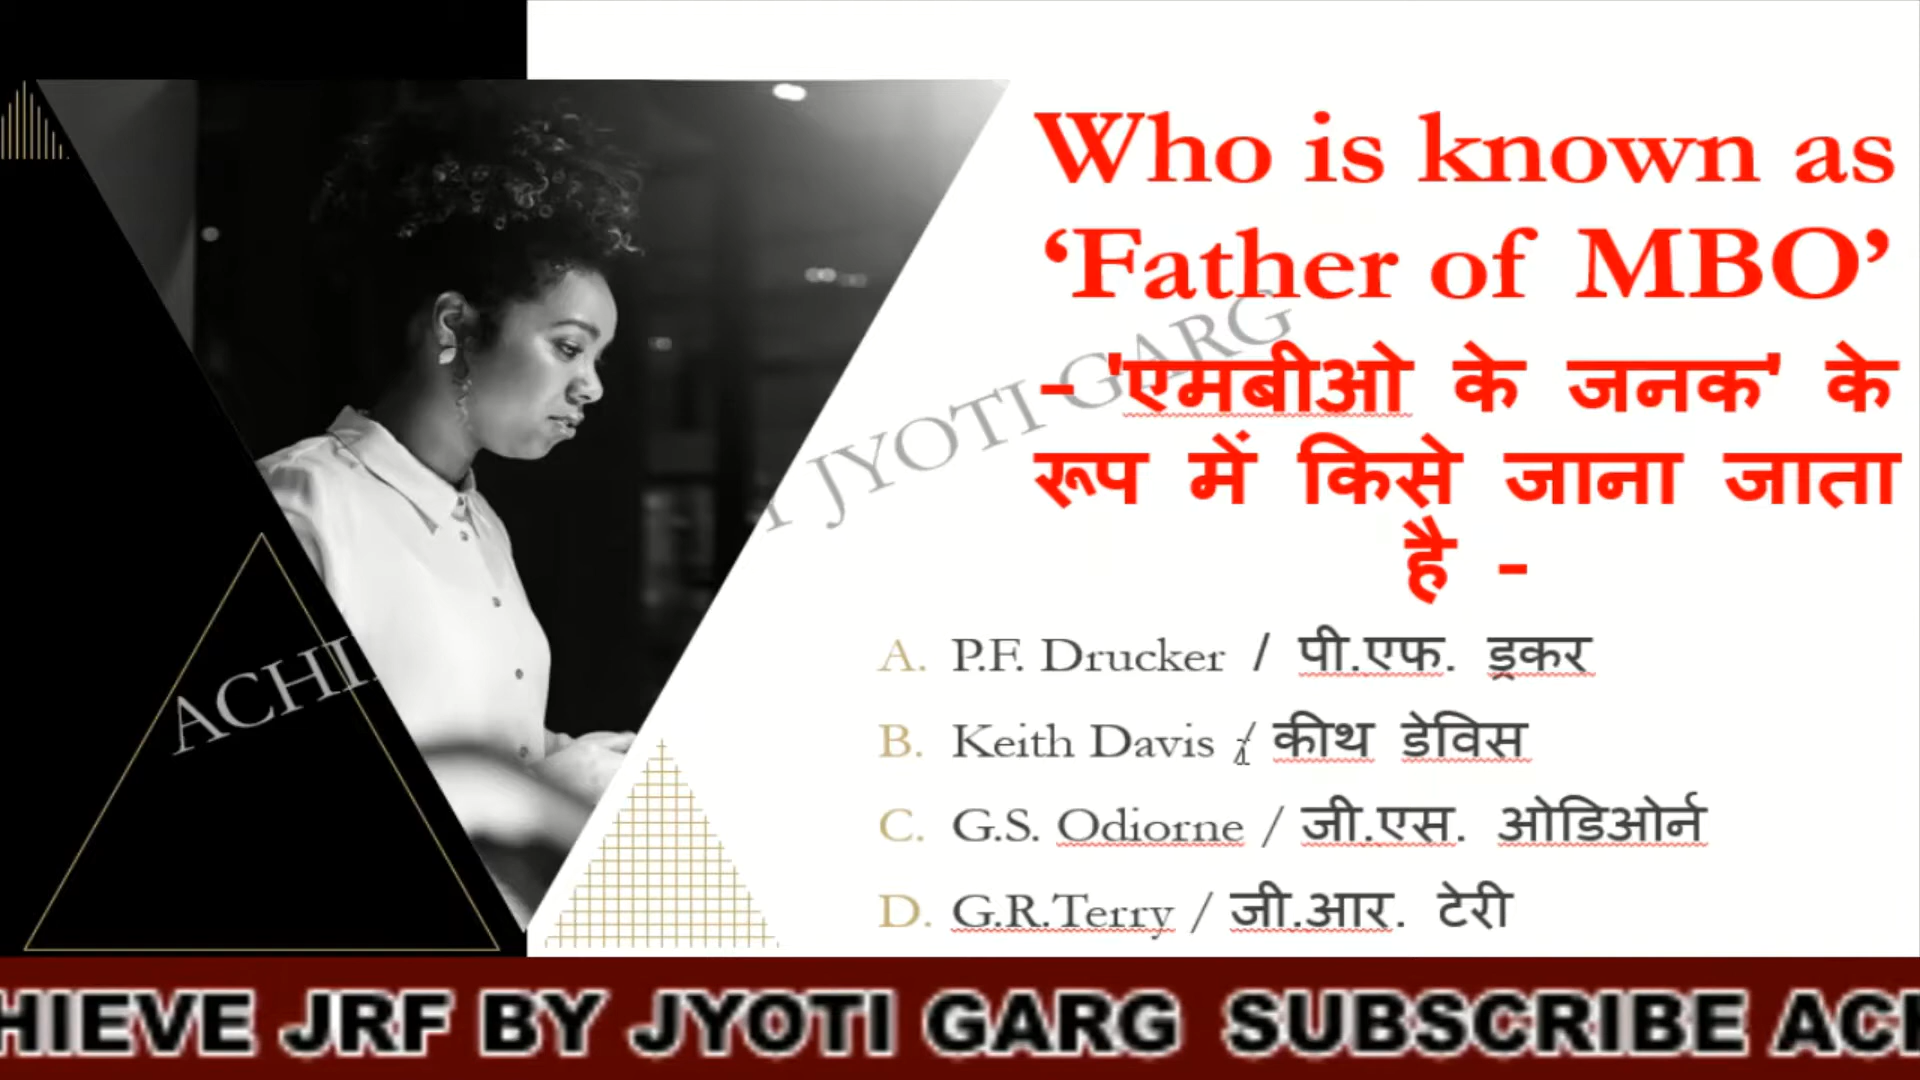 Who is known as
‘Father of MBO’
- 'एमबीओ के जनक' के
रूप में किसे जाना जाता
है -
A. P.F. Drucker / पी.एफ. ड्रकर
B. Keith Davis / कीथ डेविस
C. G.S. Odiorne / जी.एस. ओडिओर्न
D. G.R.Terry / जी.आर. टेरी
ACHI
JYOTI GARG
HIEVE JRF BY JYOTI GARG SUBSCRIBE ACH